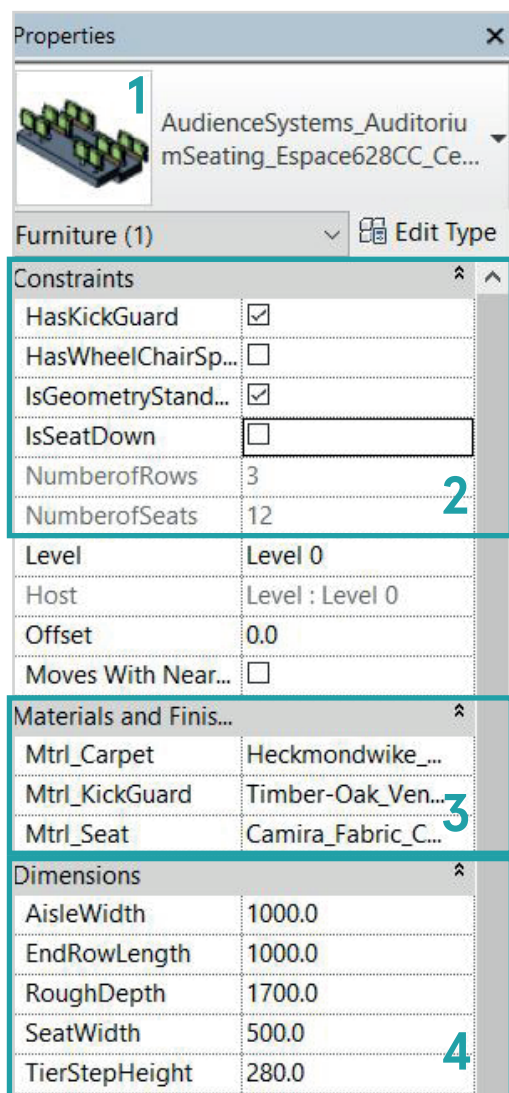 Properties
1
AudienceSystems_Auditoriu
mSeating_Espace628CC_Ce...
Furniture (1) Edit Type
Constraints
HasKickGuard
HasWheelChairSp...
IsGeometryStand...
IsSeatDown
NumberofRows 3
NumberofSeats 12
2
Level Level 0
Host Level : Level 0
Offset 0.0
Moves With Near...
Materials and Finis...
Mtrl_Carpet Heckmondwike_...
Mtrl_KickGuard Timber-Oak_Ven...
3
Mtrl_Seat Camira_Fabric_C...
Dimensions
AisleWidth 1000.0
EndRowLength 1000.0
RoughDepth 1700.0
SeatWidth 500.0
4
TierStepHeight 280.0